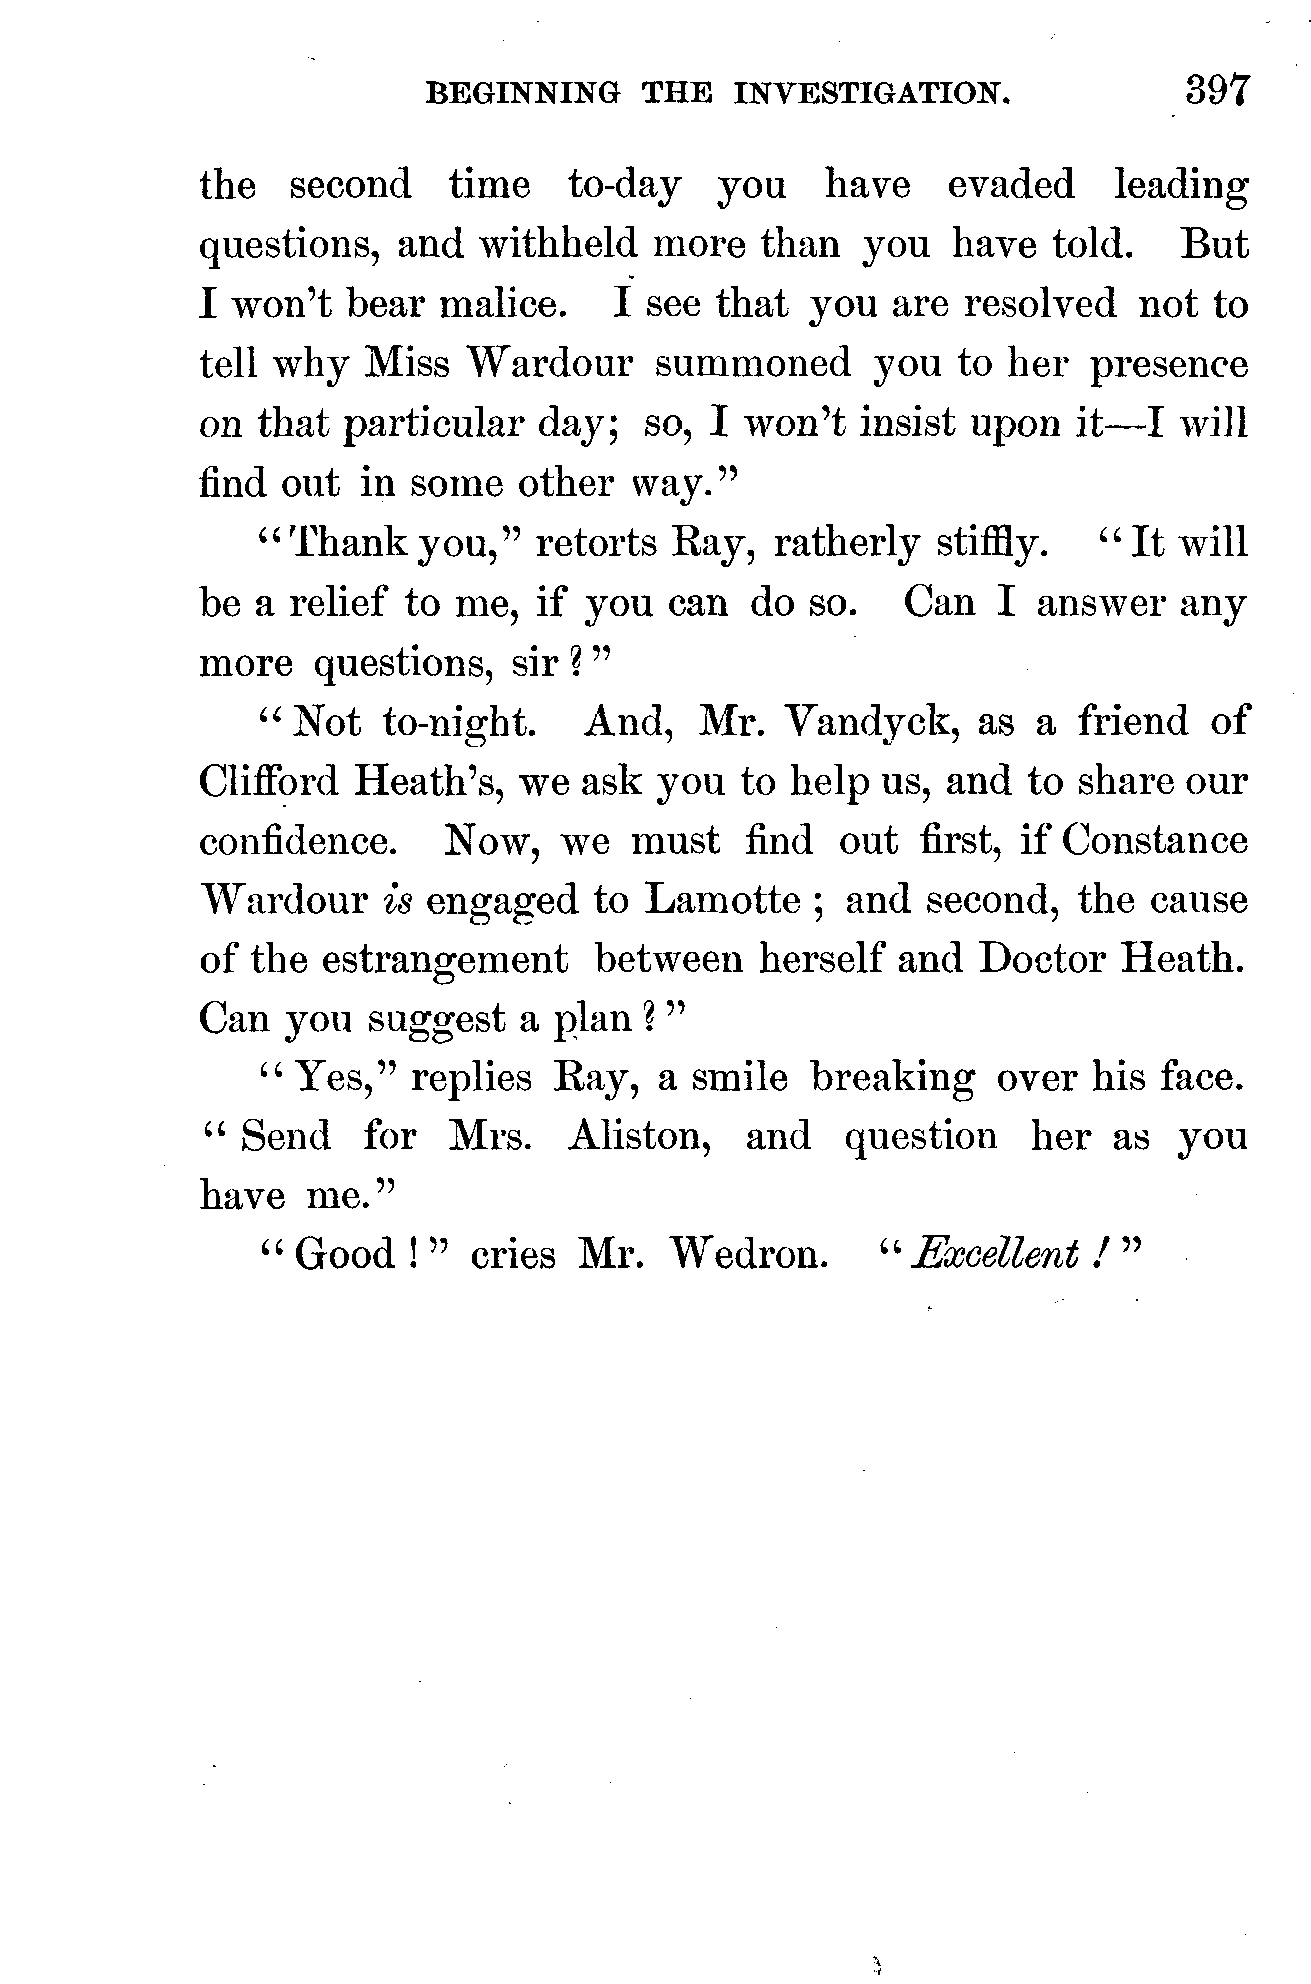 BEGINNING THE INVESTIGATION. 397
the second time to-day you have evaded leading
questions, and withheld more than you have told. But
I won't bear malice. I see that you are resolved not to
tell why Miss Wardour summoned you to her presence
on that particular day; so, I won't insist upon it—I will
find out in some other way."
"Thank you," retorts Ray, ratherly stiffly. "It will
be a relief to me, if you can do so. Can I answer any
more questions, sir?"
"Not to-night. And, Mr. Vandyck, as a friend of
Clifford Heath's, we ask you to help us, and to share our
confidence. Now, we must find out first, if Constance
Wardour is engaged to Lamotte; and second, the cause
of the estrangement between herself and Doctor Heath.
Can you suggest a plan?"
"Yes," replies Ray, a smile breaking over his face.
"Send for Mrs. Aliston, and question her as you
have me."
"Good!" cries Mr. Wedron. "Excellent!"